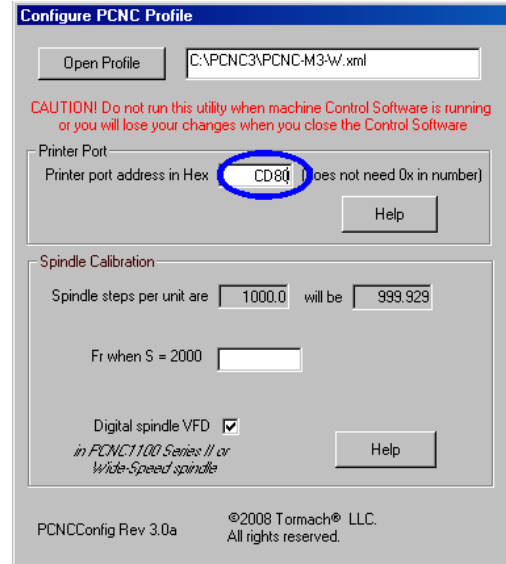 Configure PCNC Profile
Open Profile C:\PCNC3\PCNC-M3-W.xml
CAUTION! Do not run this utility when machine Control Software is running
or you will lose your changes when you close the Control Software
Printer Port
Printer port address in Hex CD80 oes not need 0x in number)
Help
Spindle Calibration
Spindle steps per unit are 1000.0 will be 999.929
Fr when S = 2000
Digital spindle VFD
in PCNC1100 Series II or
Wide-Speed spindle
Help
PCNCConfig Rev 3.0a
©2008 Tormach® LLC.
All rights reserved.